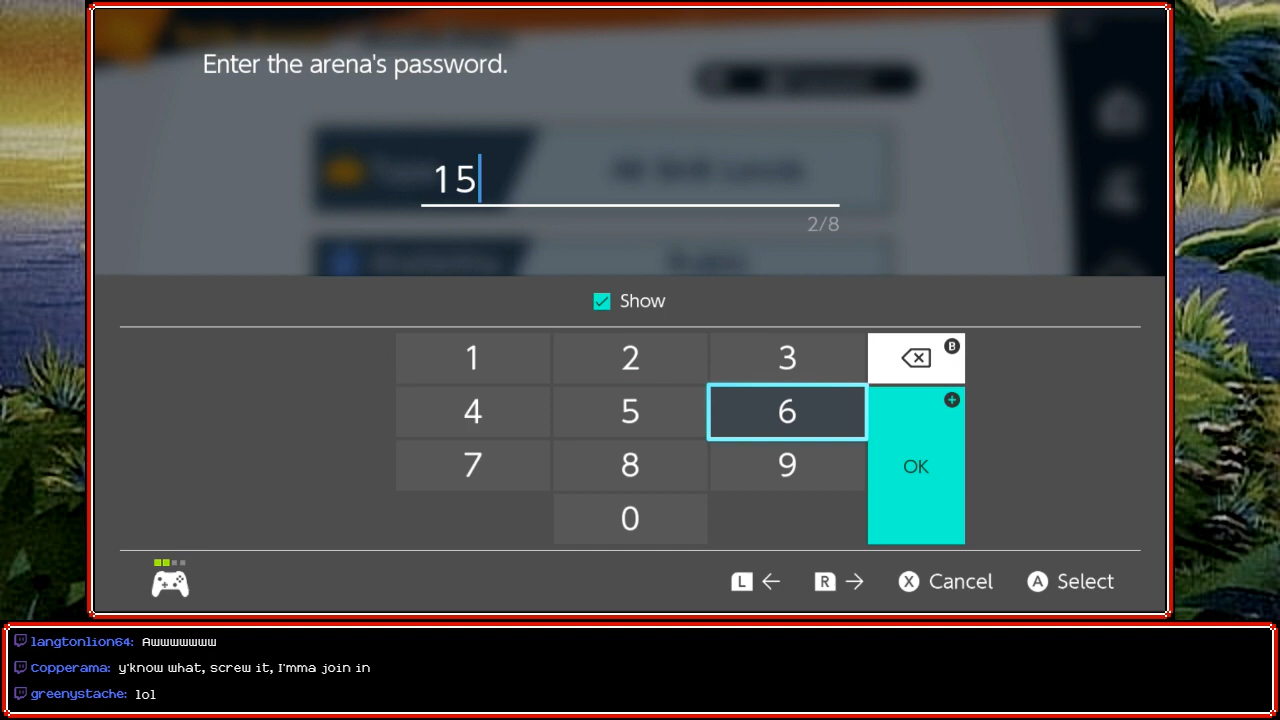 Enter the arena's password.
15
2/8
Show
1 2 3 B
4 5 6 +
7 8 9 OK
0
L ← R → X Cancel A Select
langtonlion64: Awwwwwww
Copperama: y'know what, screw it, I'mma join in
greenystache: lol